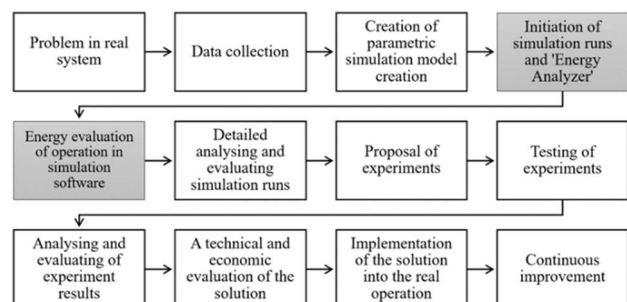 Problem in real
system
Data collection
Creation of
parametric
simulation model
creation
Initiation of
simulation runs
and 'Energy
Analyzer'
Energy evaluation
of operation in
simulation
software
Detailed
analysing and
evaluating
simulation runs
Proposal of
experiments
Testing of
experiments
Analysing and
evaluating of
experiment
results
A technical and
economic
evaluation of the
solution
Implementation
of the solution
into the real
operation
Continuous
improvement